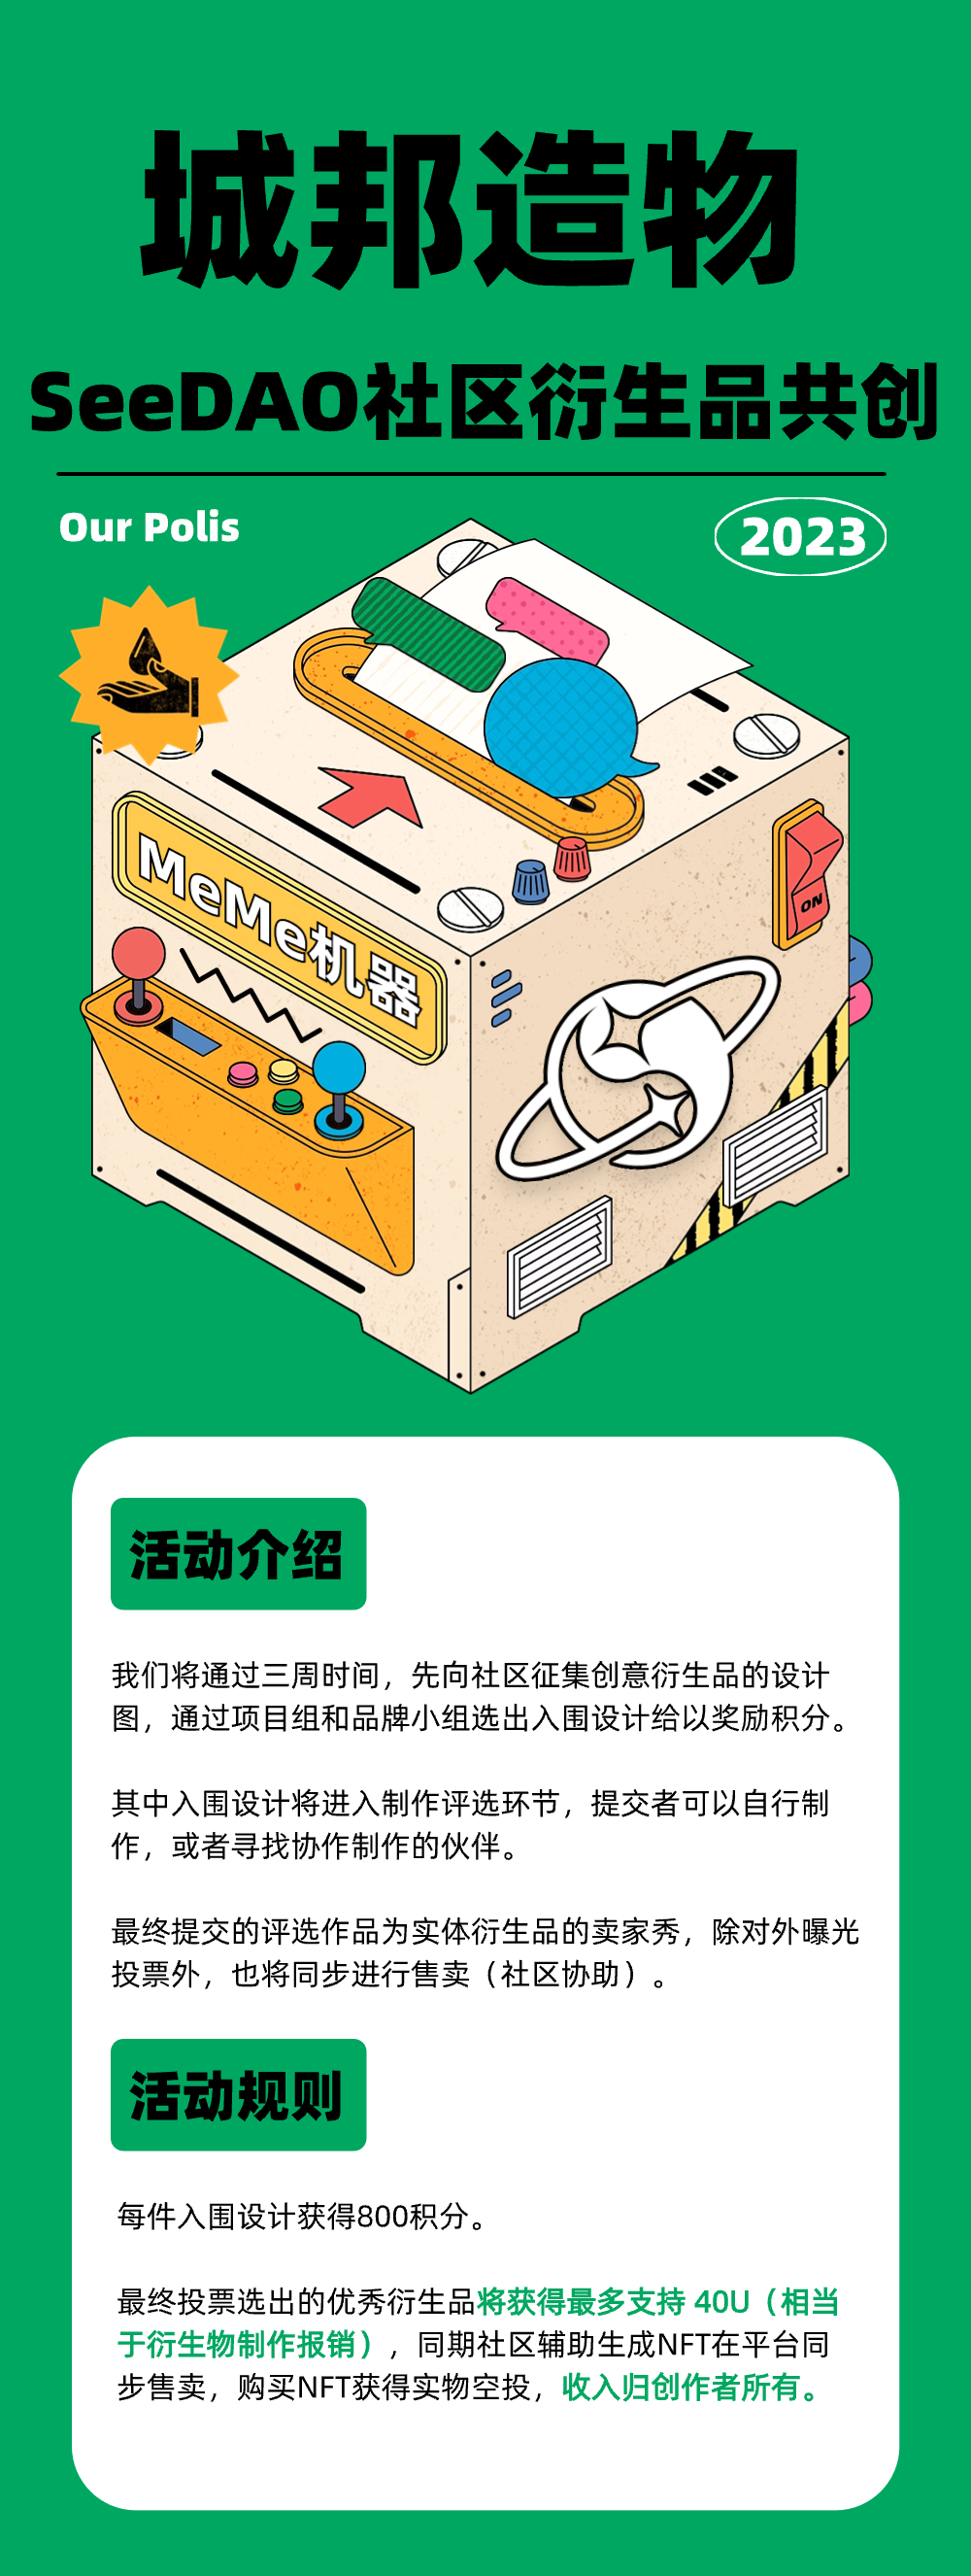 城邦造物
SeeDAO社区衍生品共创
Our Polis
2023
MeMe机器
ON
活动介绍
我们将通过三周时间，先向社区征集创意衍生品的设计
图，通过项目组和品牌小组选出入围设计给以奖励积分。
其中入围设计将进入制作评选环节，提交者可以自行制
作，或者寻找协作制作的伙伴。
最终提交的评选作品为实体衍生品的卖家秀，除对外曝光
投票外，也将同步进行售卖（社区协助）。
活动规则
每件入围设计获得800积分。
最终投票选出的优秀衍生品将获得最多支持 40U（相当
于衍生物制作报销），同期社区辅助生成NFT在平台同
步售卖，购买NFT获得实物空投，收入归创作者所有。